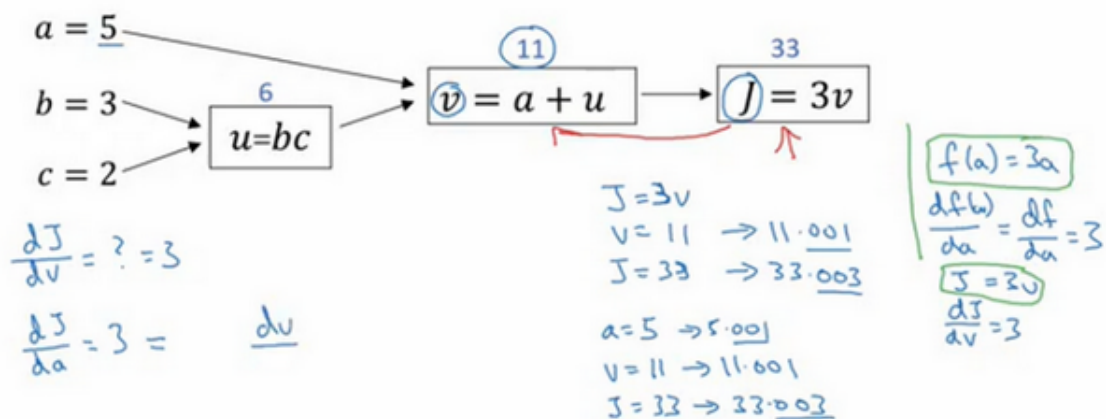 a = 5
b = 3
c = 2
6
u=bc
11
v = a + u
33
J = 3v
dJ/dv = ? = 3
dJ/da = 3 =
dv
J = 3v
v = 11 → 11.001
J = 33 → 33.003
a = 5 → 5.001
v = 11 → 11.001
J = 33 → 33.003
f(a) = 3a
df(a)/da = df/da = 3
J = 3v
dJ/dv = 3